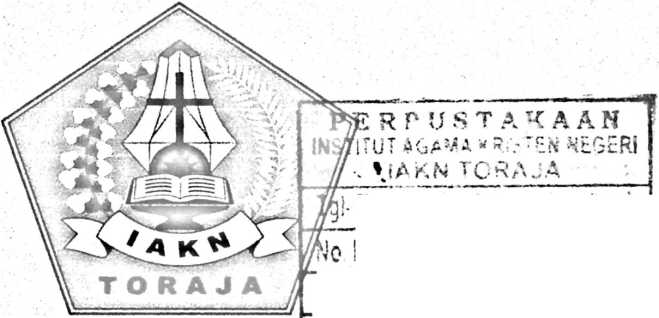 IAKN
TORAJA
PERPUSTAKAAN
INSTITUT AGAMA KRISTEN NEGERI
IAKN TORAJA
Tgl.
No.